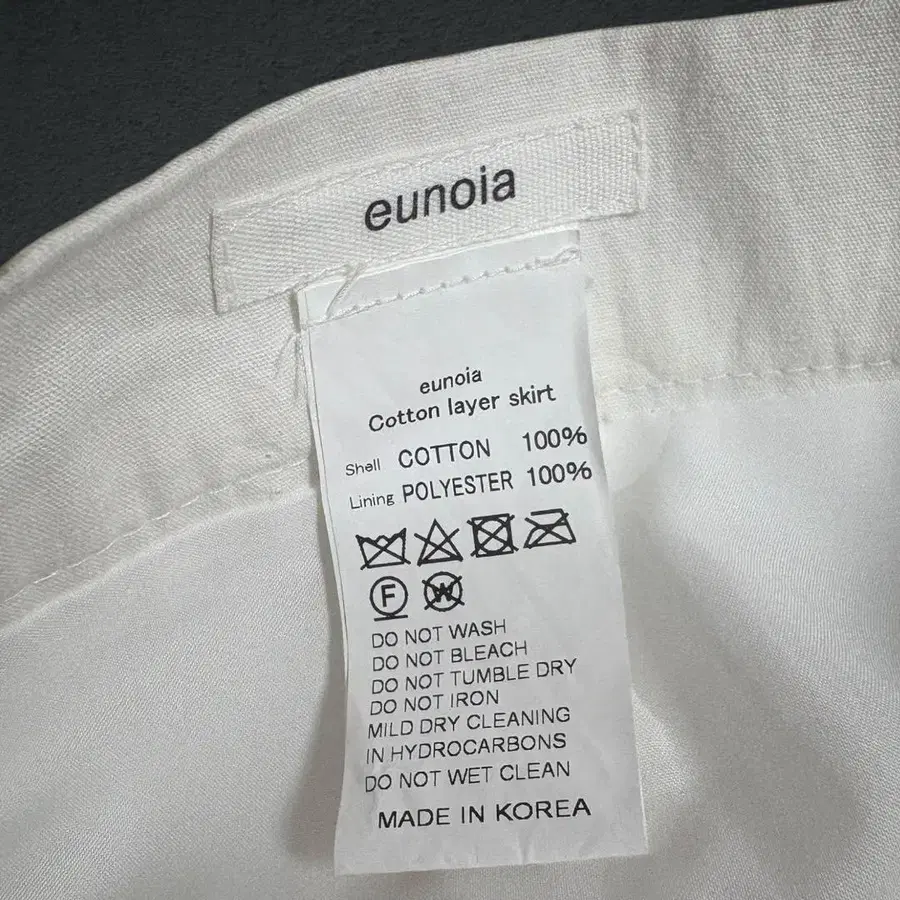 eunoia
eunoia
Cotton layer skirt
Shell COTTON 100%
Lining POLYESTER 100%
F W
DO NOT WASH
DO NOT BLEACH
DO NOT TUMBLE DRY
DO NOT IRON
MILD DRY CLEANING
IN HYDROCARBONS
DO NOT WET CLEAN
MADE IN KOREA